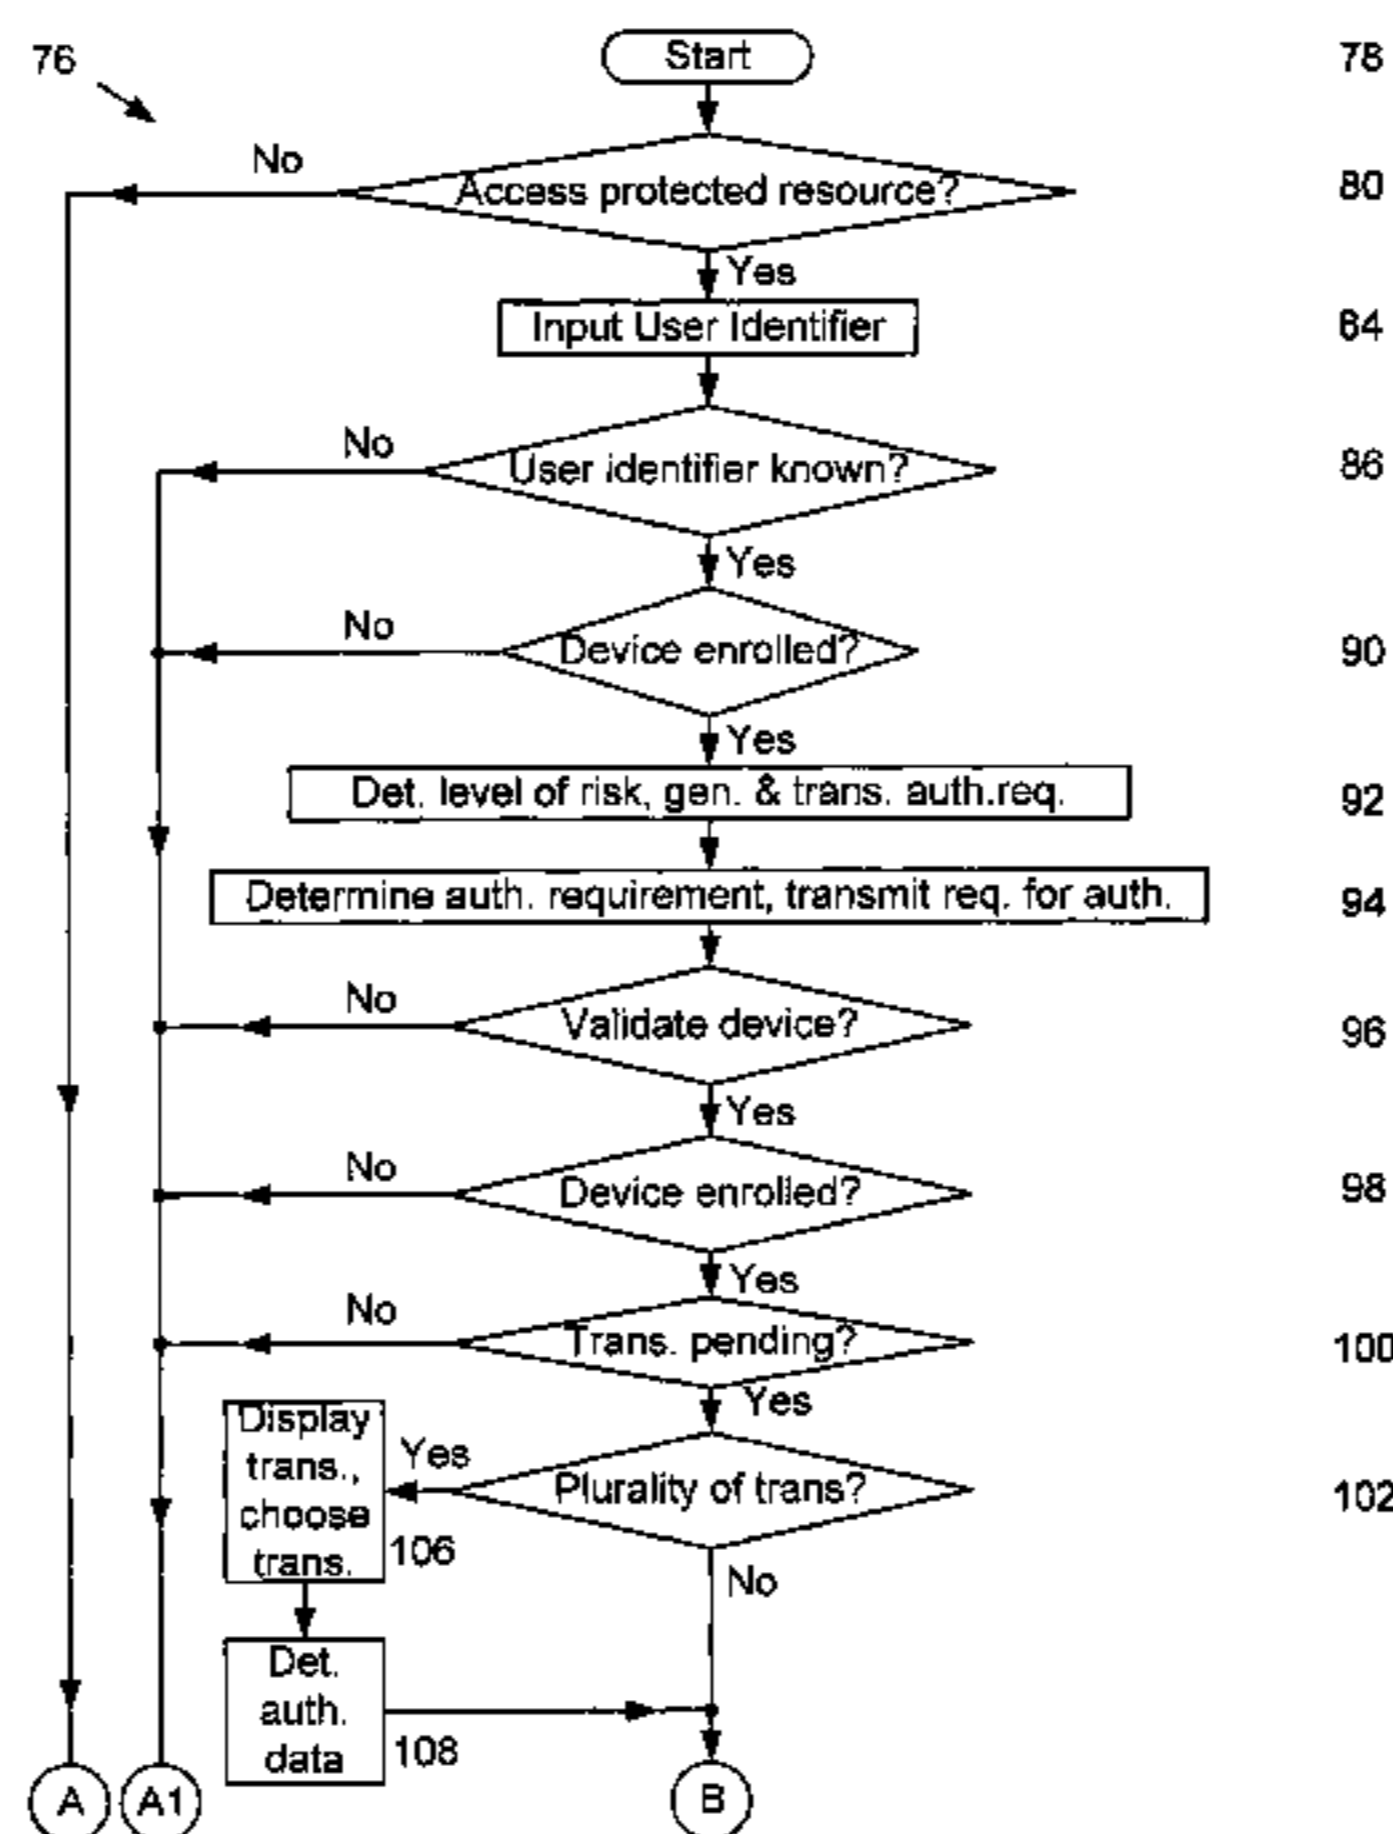 76
Start
78
No
Access protected resource?
80
Yes
Input User Identifier
84
No
User identifier known?
86
Yes
No
Device enrolled?
90
Yes
Det. level of risk, gen. & trans. auth.req.
92
Determine auth. requirement, transmit req. for auth.
94
No
Validate device?
96
Yes
No
Device enrolled?
98
Yes
No
Trans. pending?
100
Yes
Display
trans.,
choose
trans.
106
Yes
Plurality of trans?
102
No
Det.
auth.
data
108
A
A1
B